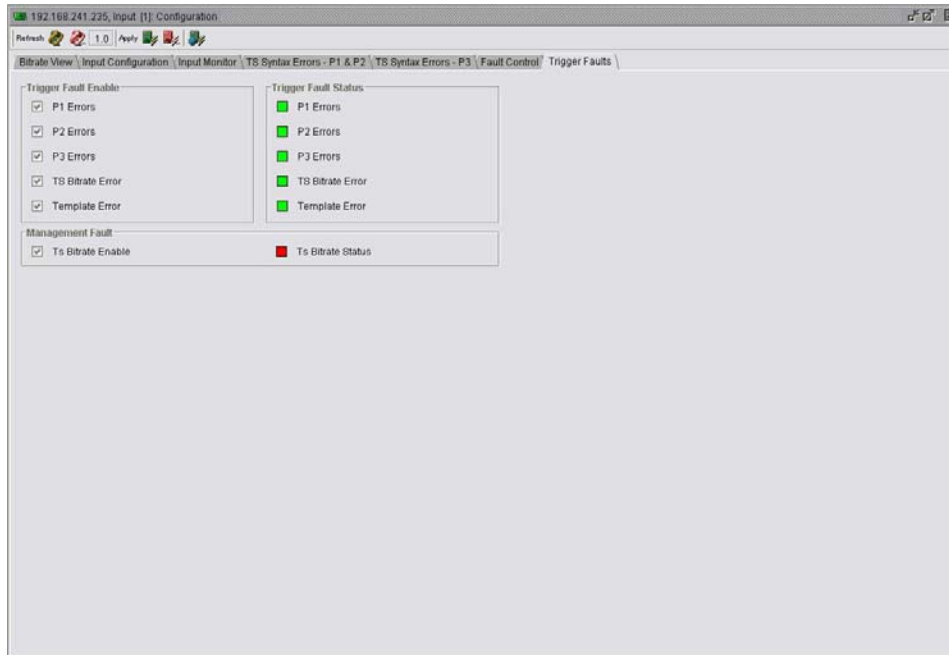 192.168.241.235, Input [1]: Configuration
Refresh 1.0 Apply
Bitrate View Input Configuration Input Monitor TS Syntax Errors - P1 & P2 TS Syntax Errors - P3 Fault Control Trigger Faults
Trigger Fault Enable Trigger Fault Status
P1 Errors P1 Errors
P2 Errors P2 Errors
P3 Errors P3 Errors
TS Bitrate Error TS Bitrate Error
Template Error Template Error
Management Fault
Ts Bitrate Enable Ts Bitrate Status